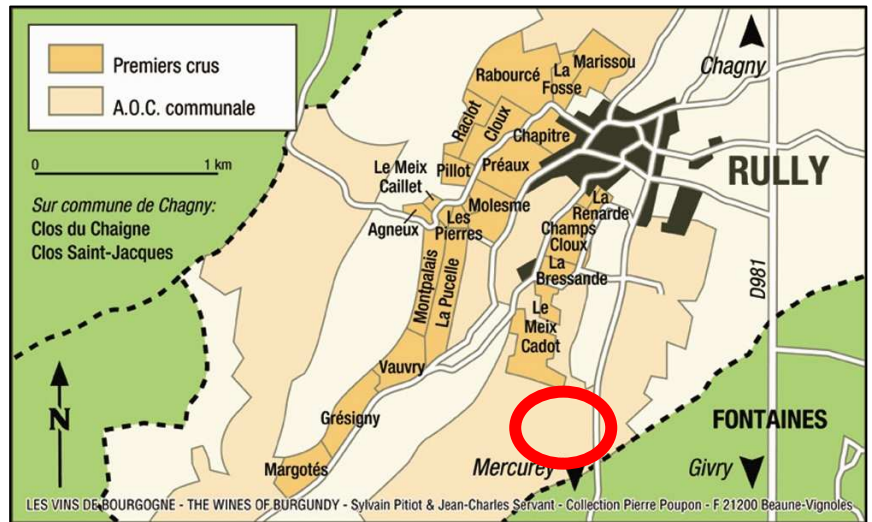 Premiers crus
A.O.C. communale
0 1 km
Sur commune de Chagny:
Clos du Chaigne
Clos Saint-Jacques
Marissou
La
Fosse
Rabourcé
Chagny
Raclot
Cloux
Chapitre
RULLY
Le Meix
Caillet
Pillot
Préaux
Agneux
Les
Pierres
Molesme
La
Renarde
Champs
Cloux
La
Bressande
D981
Montpalais
La Pucelle
Le
Meix
Cadot
Vauvry
N
Grésigny
FONTAINES
Margotés
Mercurey
Givry
LES VINS DE BOURGOGNE - THE WINES OF BURGUNDY - Sylvain Pitiot & Jean-Charles Servant - Collection Pierre Poupon - F 21200 Beaune-Vignoles